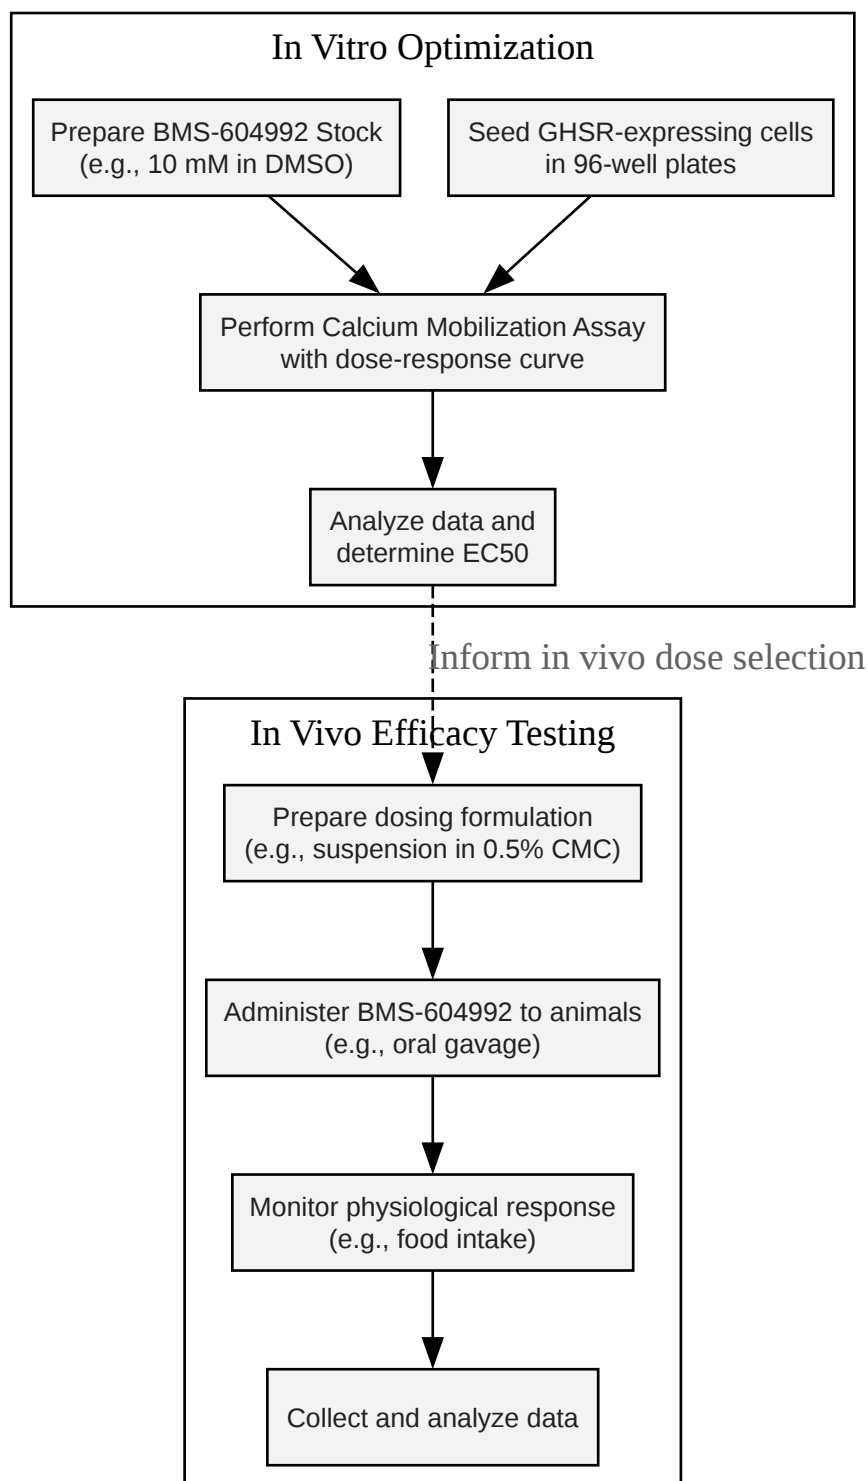 In Vitro Optimization
Prepare BMS-604992 Stock
(e.g., 10 mM in DMSO)
Seed GHSR-expressing cells
in 96-well plates
Perform Calcium Mobilization Assay
with dose-response curve
Analyze data and
determine EC50
Inform in vivo dose selection
In Vivo Efficacy Testing
Prepare dosing formulation
(e.g., suspension in 0.5% CMC)
Administer BMS-604992 to animals
(e.g., oral gavage)
Monitor physiological response
(e.g., food intake)
Collect and analyze data